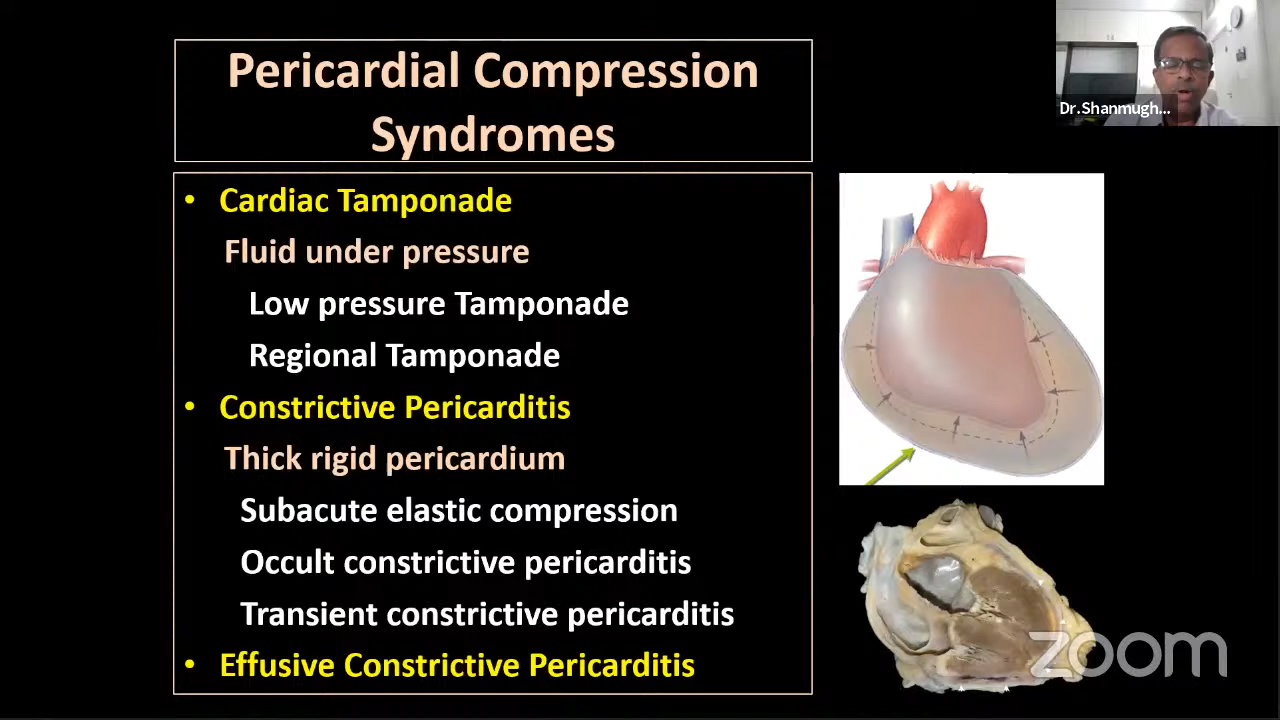 Pericardial Compression
Syndromes
• Cardiac Tamponade
Fluid under pressure
Low pressure Tamponade
Regional Tamponade
• Constrictive Pericarditis
Thick rigid pericardium
Subacute elastic compression
Occult constrictive pericarditis
Transient constrictive pericarditis
• Effusive Constrictive Pericarditis
Dr.Shanmugh...
zoom